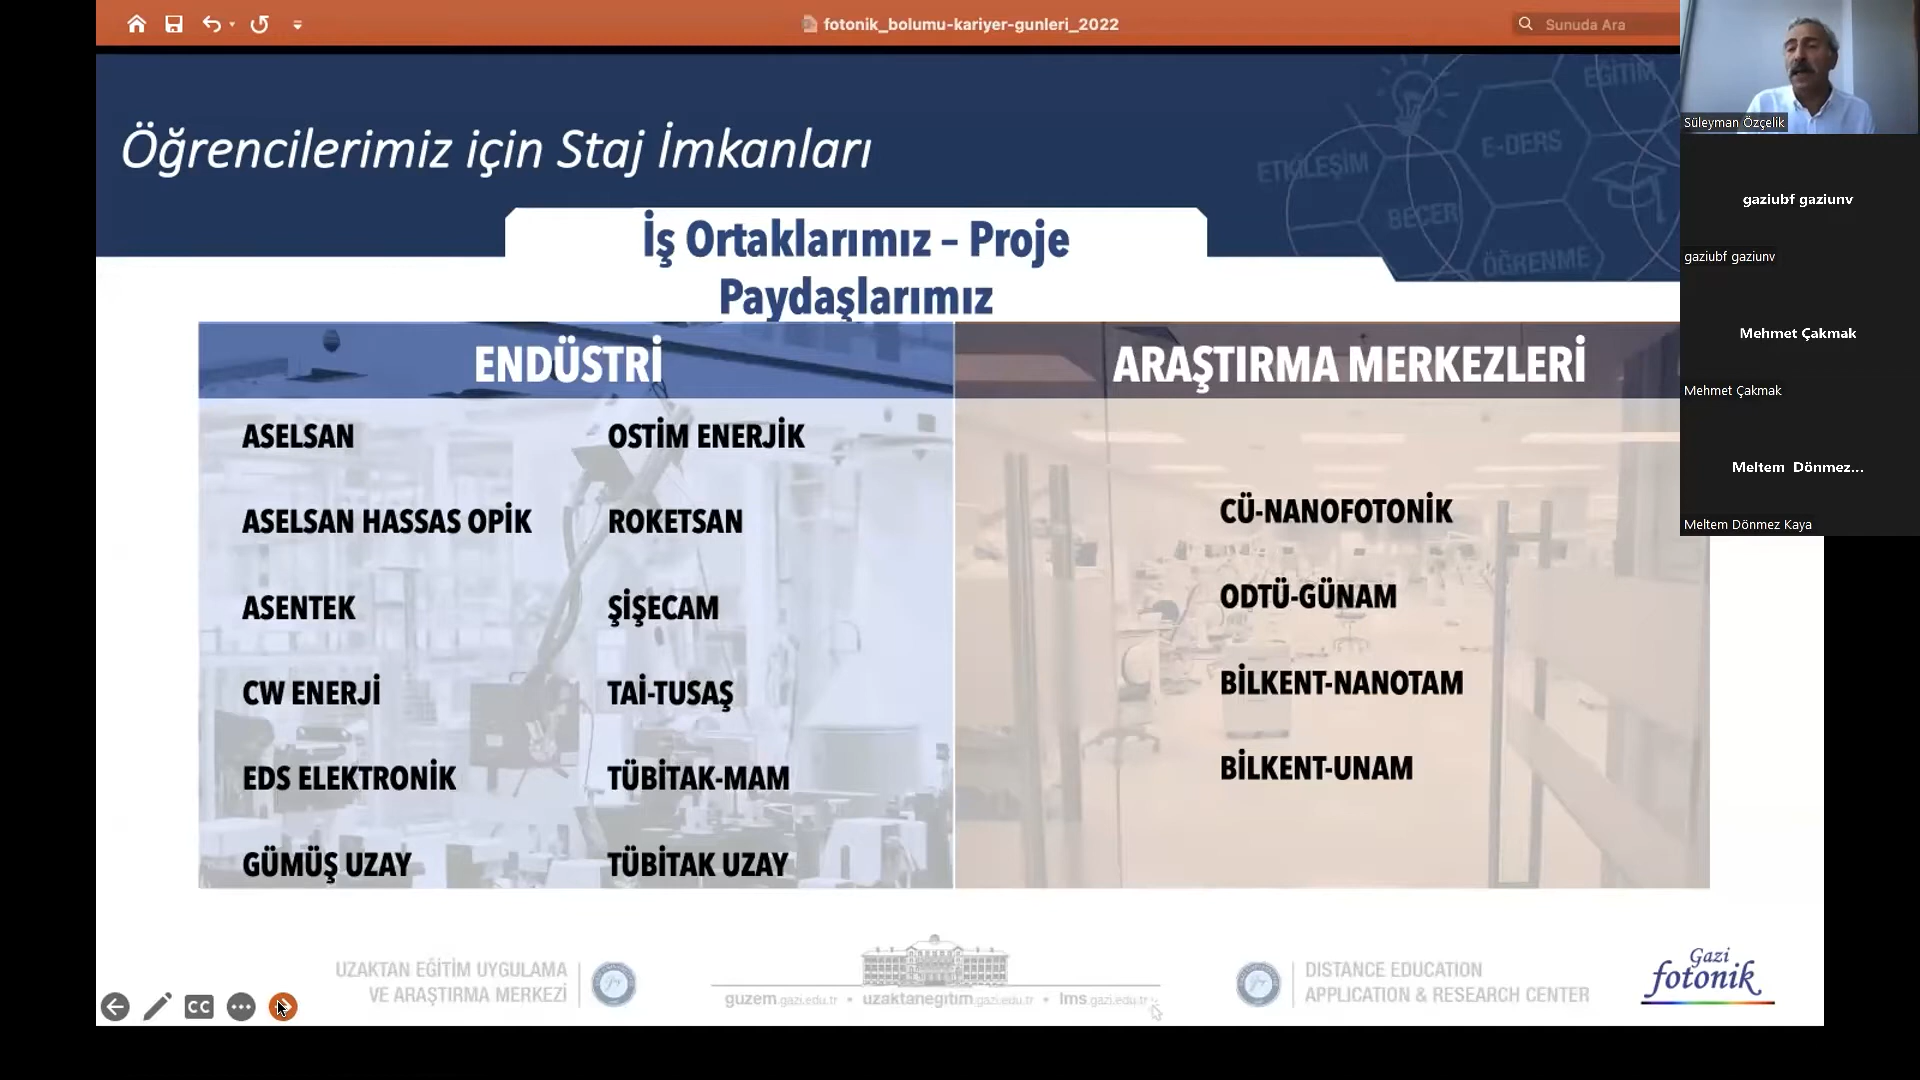 fotonik_bolumu-kariyer-gunleri_2022
Sunuda Ara
Öğrencilerimiz için Staj İmkanları
EĞİTİM
E-DERS
ETKİLEŞİM
BECER
ÖĞRENME
İş Ortaklarımız – Proje
Paydaşlarımız
ENDÜSTRİ
ASELSAN
ASELSAN HASSAS OPİK
ASENTEK
CW ENERJİ
EDS ELEKTRONİK
GÜMÜŞ UZAY
OSTİM ENERJİK
ROKETSAN
ŞİŞECAM
TAİ-TUSAŞ
TÜBİTAK-MAM
TÜBİTAK UZAY
ARAŞTIRMA MERKEZLERİ
CÜ-NANOFOTONİK
ODTÜ-GÜNAM
BİLKENT-NANOTAM
BİLKENT-UNAM
Süleyman Özçelik
gaziubf gaziunv
gaziubf gaziunv
Mehmet Çakmak
Mehmet Çakmak
Meltem Dönmez...
Meltem Dönmez Kaya
UZAKTAN EĞİTİM UYGULAMA
VE ARAŞTIRMA MERKEZİ
guzem.gazi.edu.tr • uzaktanegitim.gazi.edu.tr • lms.gazi.edu.tr
DISTANCE EDUCATION
APPLICATION & RESEARCH CENTER
Gazi
fotonik
CC